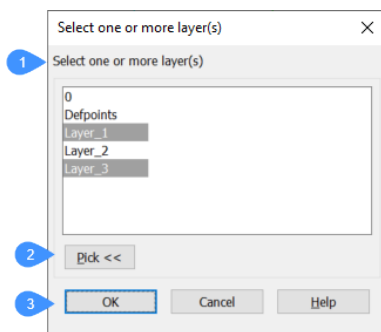 Select one or more layer(s)
1
Select one or more layer(s)
0
Defpoints
Layer_1
Layer_2
Layer_3
2
Pick <<
3
OK Cancel Help